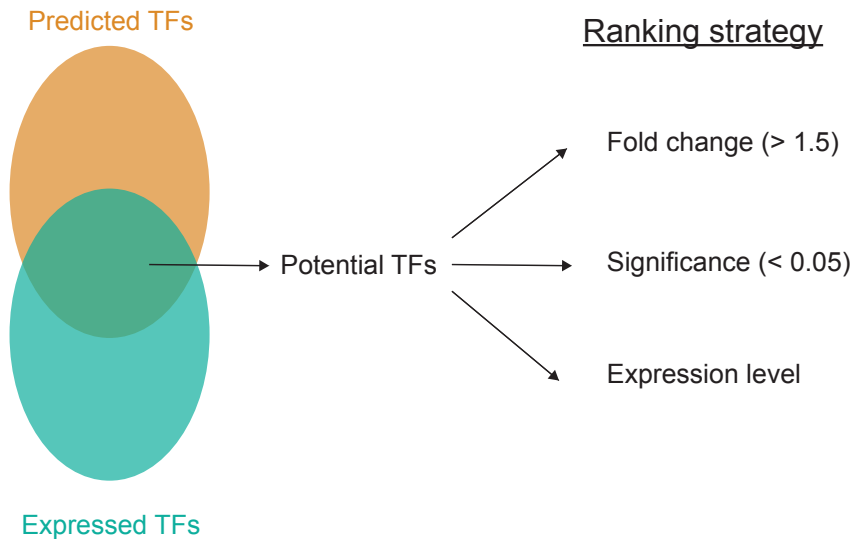 Predicted TFs
Ranking strategy
Fold change (> 1.5)
Potential TFs
Significance (< 0.05)
Expression level
Expressed TFs